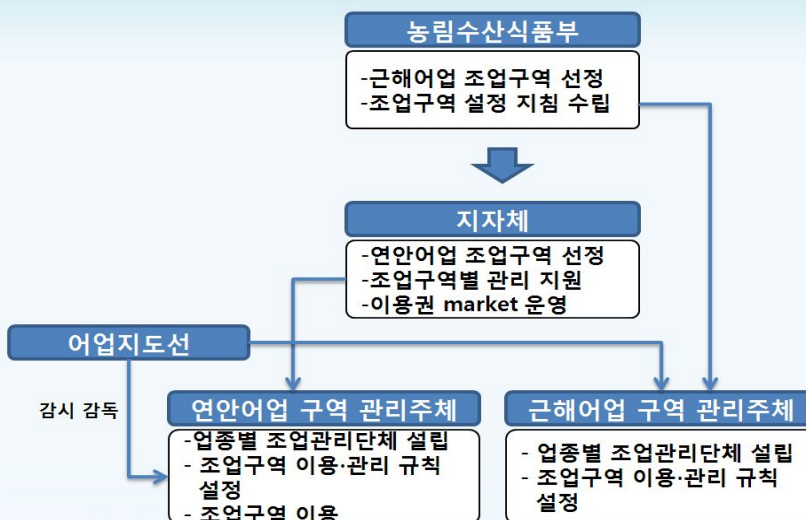 농림수산식품부
-근해어업 조업구역 선정
-조업구역 설정 지침 수립
지자체
-연안어업 조업구역 선정
-조업구역별 관리 지원
-이용권 market 운영
어업지도선
감시 감독
연안어업 구역 관리주체
-업종별 조업관리단체 설립
- 조업구역 이용·관리 규칙
설정
- 조업구역 이용
근해어업 구역 관리주체
- 업종별 조업관리단체 설립
- 조업구역 이용·관리 규칙
설정